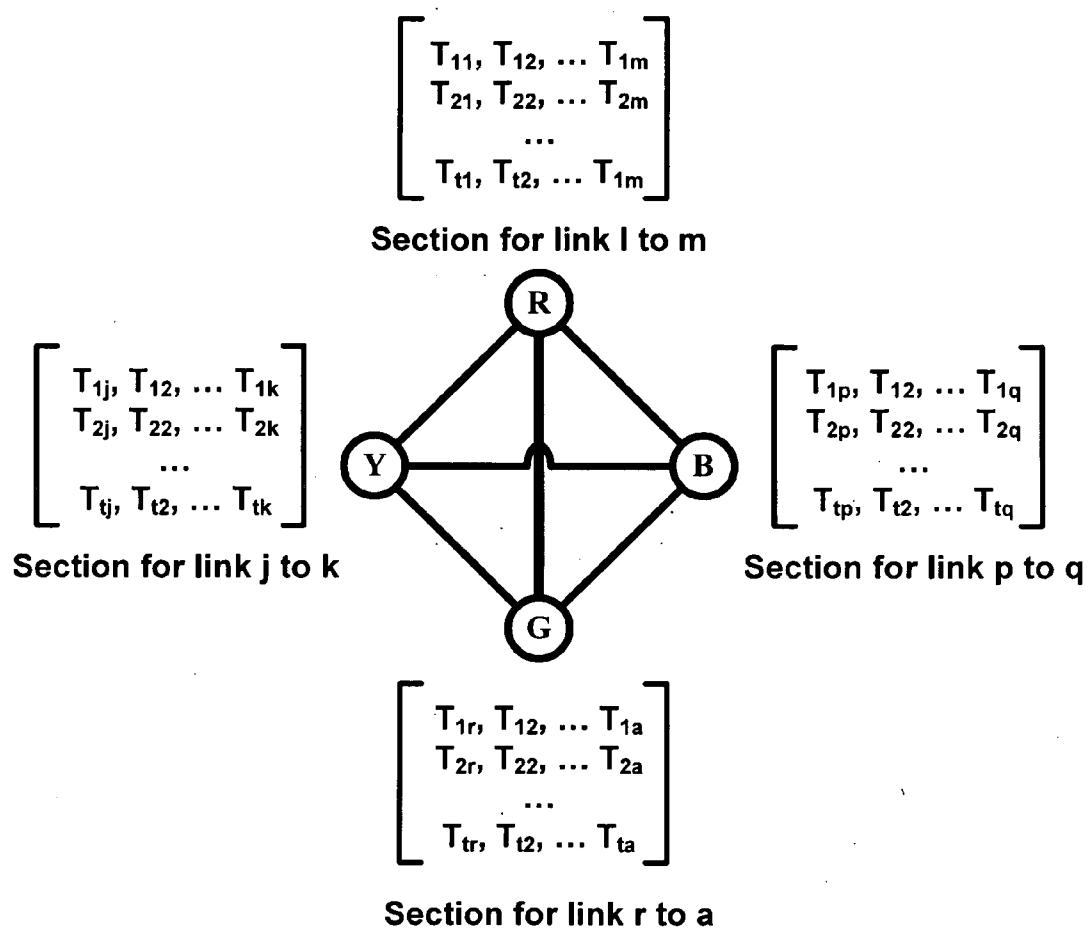 T11, T12, ... T1m
T21, T22, ... T2m
...
Tt1, Tt2, ... T1m
Section for link l to m
R
T1j, T12, ... T1k
T2j, T22, ... T2k
...
Ttj, Tt2, ... Ttk
Section for link j to k
Y
B
T1p, T12, ... T1q
T2p, T22, ... T2q
...
Ttp, Tt2, ... Ttq
Section for link p to q
G
T1r, T12, ... T1a
T2r, T22, ... T2a
...
Ttr, Tt2, ... Tta
Section for link r to a